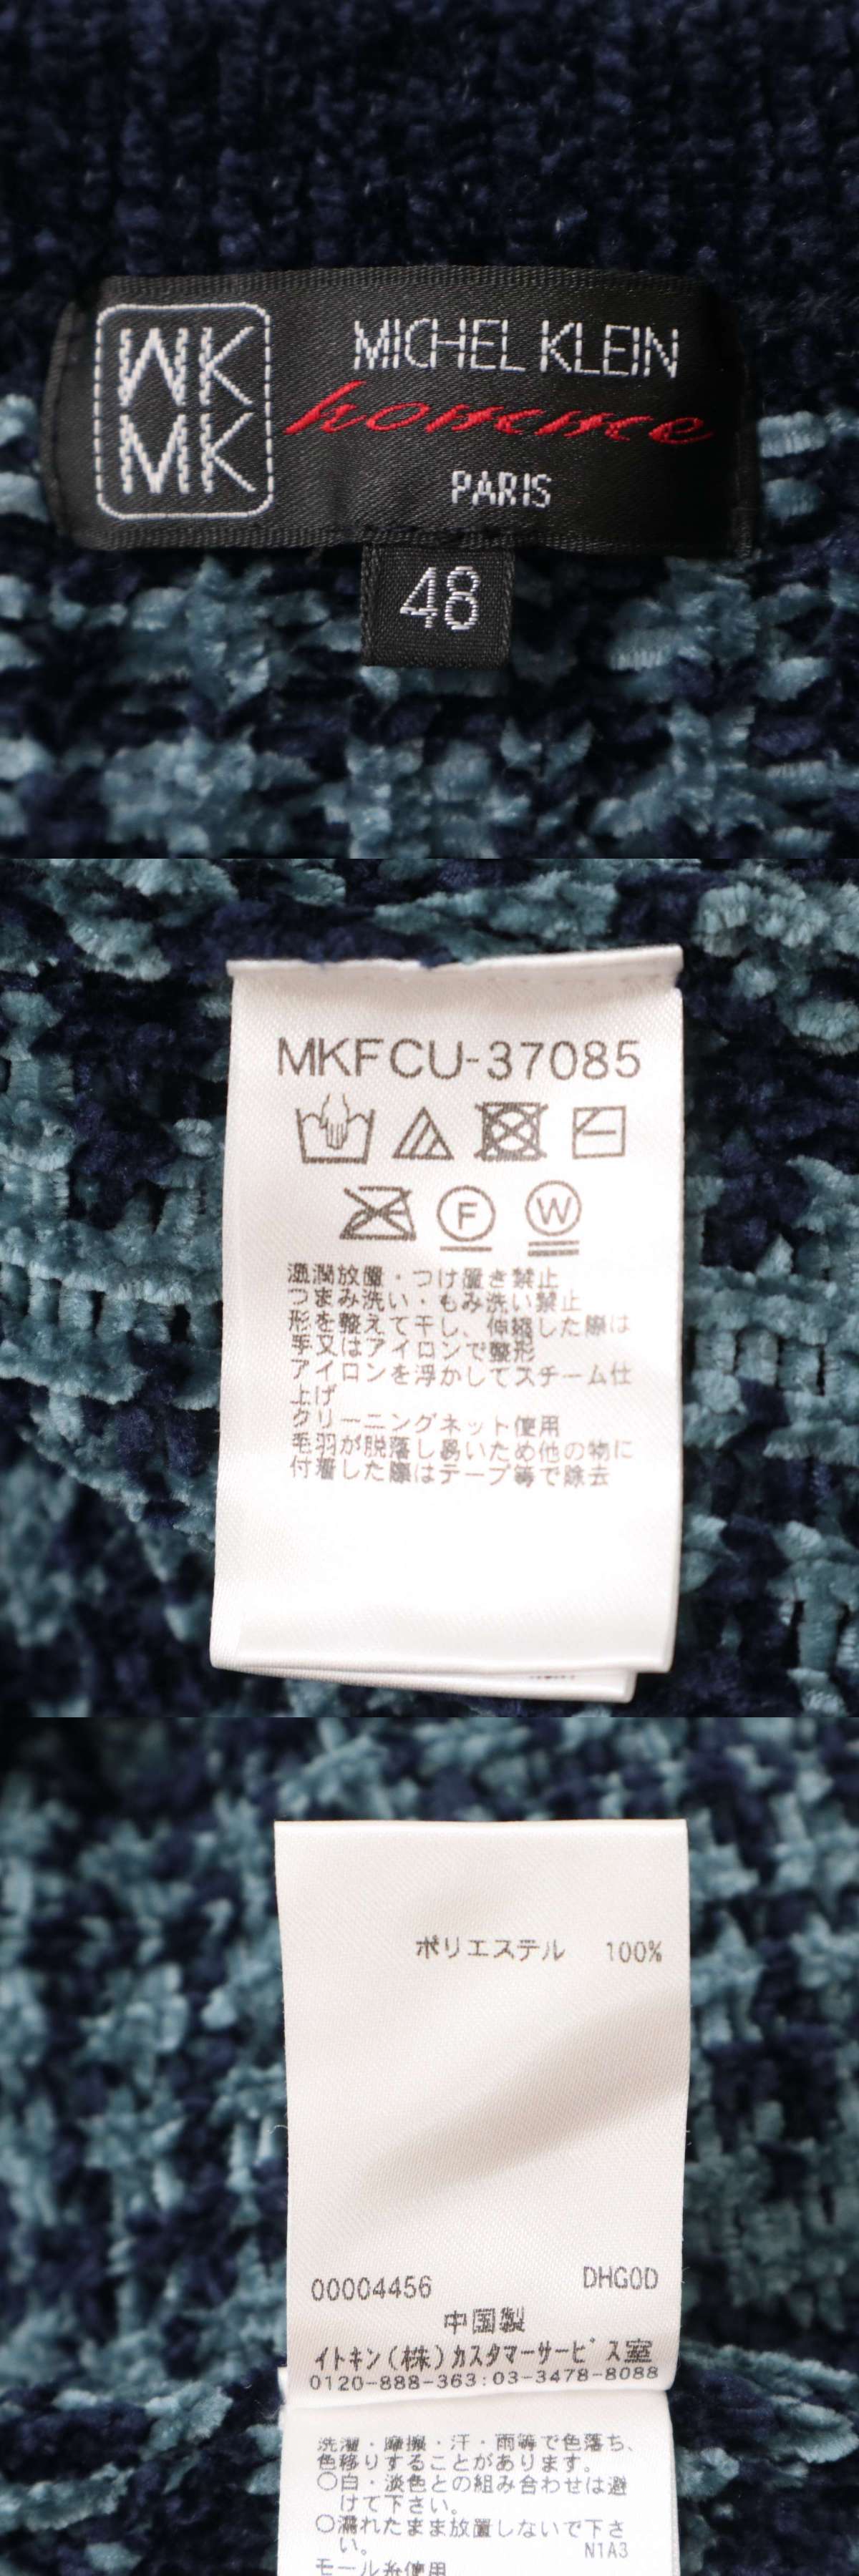 MK
MK
MICHEL KLEIN
homme
PARIS
48
MKFCU-37085
F
W
湿潤放置・つけ置き禁止
つまみ洗い・もみ洗い禁止
形を整えて干し、伸縮した際は
手又はアイロンで整形
アイロンを浮かしてスチーム仕
上げ
クリーニングネット使用
毛羽が脱落し易いため他の物に
付着した際はテープ等で除去
ポリエステル 100%
00004456 DHG0D
中国製
イトキン(株)カスタマーサービス室
0120-888-363:03-3478-8088
洗濯・摩擦・汗・雨等で色落ち、
色移りすることがあります。
○白・淡色との組み合わせは避
けて下さい。
○濡れたまま放置しないで下さ
い。 N1A3
モール糸使用